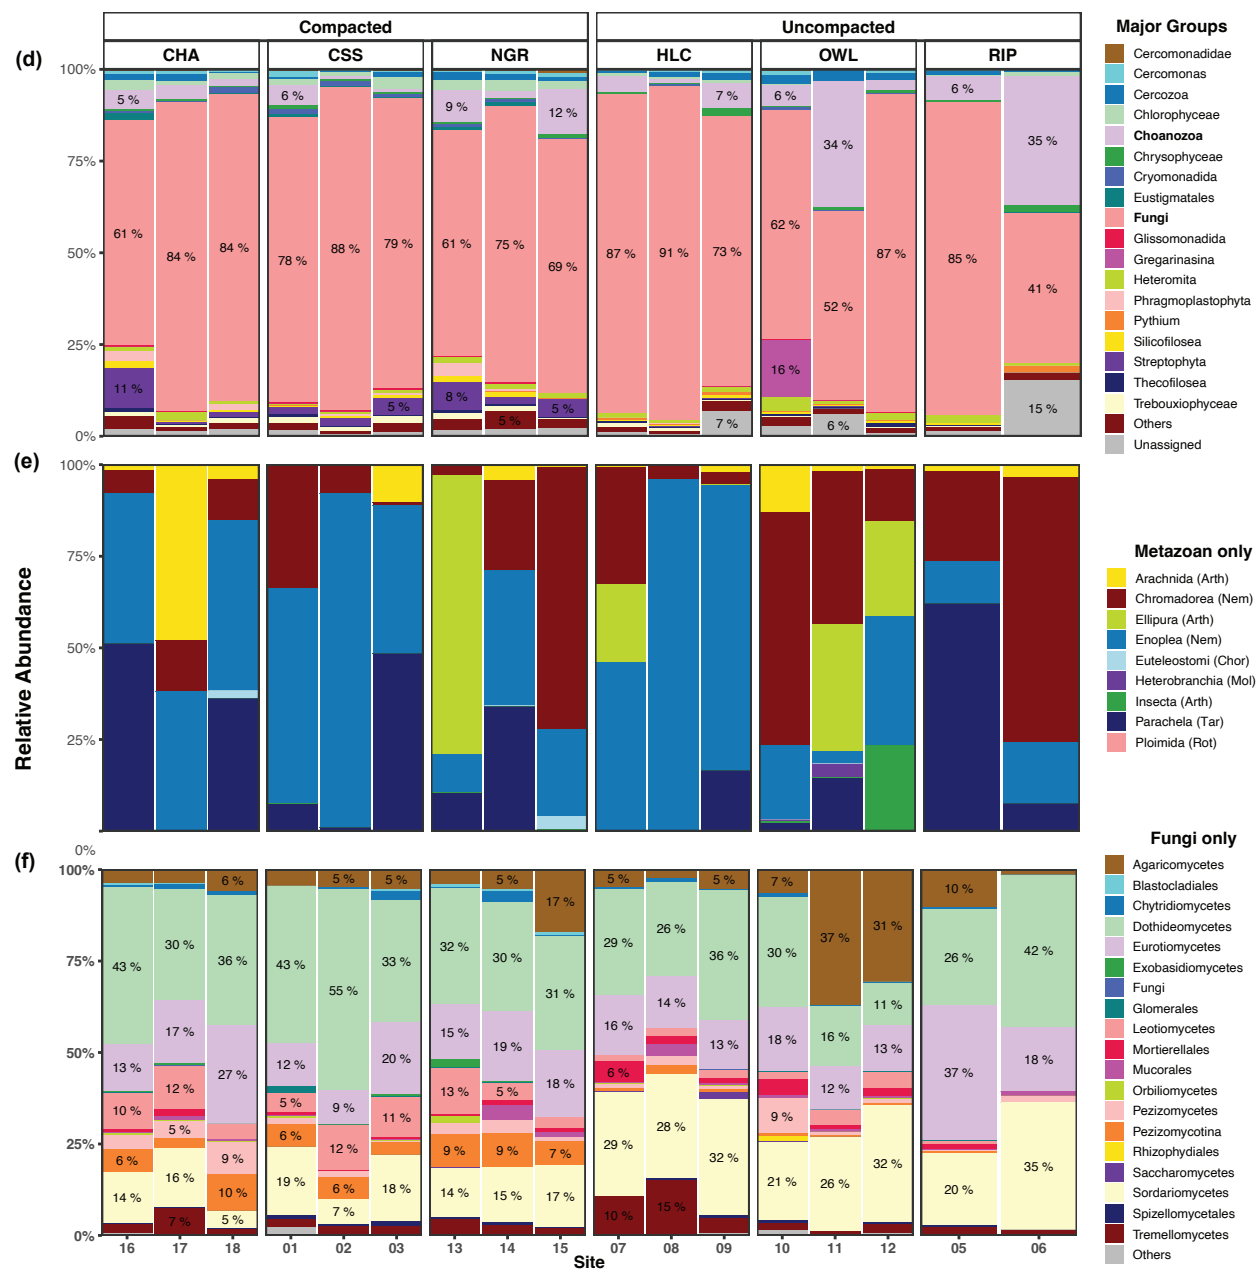 Compacted
Uncompacted
CHA
CSS
NGR
HLC
OWL
RIP
(d)
100%
75%
50%
25%
0%
5 %
61 %
11 %
84 %
84 %
6 %
78 %
88 %
79 %
5 %
9 %
61 %
8 %
75 %
5 %
12 %
69 %
5 %
87 %
91 %
7 %
73 %
7 %
6 %
62 %
16 %
34 %
52 %
6 %
87 %
6 %
85 %
35 %
41 %
15 %
Major Groups
Cercomonadidae
Cercomonas
Cercozoa
Chlorophyceae
Choanozoa
Chrysophyceae
Cryomonadida
Eustigmatales
Fungi
Glissomonadida
Gregarinasina
Heteromita
Phragmoplastophyta
Pythium
Silicofilosea
Streptophyta
Thecofilosea
Trebouxiophyceae
Others
Unassigned
(e)
100%
75%
50%
25%
0%
Relative Abundance
Metazoan only
Arachnida (Arth)
Chromadorea (Nem)
Ellipura (Arth)
Enoplea (Nem)
Euteleostomi (Chor)
Heterobranchia (Mol)
Insecta (Arth)
Parachela (Tar)
Ploimida (Rot)
(f)
100%
75%
50%
25%
0%
43 %
13 %
10 %
6 %
14 %
30 %
17 %
12 %
5 %
16 %
7 %
6 %
36 %
27 %
9 %
10 %
5 %
43 %
12 %
5 %
6 %
19 %
5 %
55 %
9 %
12 %
6 %
7 %
5 %
33 %
20 %
11 %
18 %
32 %
15 %
13 %
9 %
14 %
5 %
30 %
19 %
5 %
9 %
15 %
17 %
31 %
18 %
7 %
17 %
5 %
29 %
16 %
6 %
29 %
10 %
26 %
14 %
28 %
15 %
5 %
36 %
13 %
32 %
7 %
30 %
18 %
9 %
21 %
37 %
16 %
12 %
26 %
31 %
11 %
13 %
32 %
10 %
26 %
37 %
20 %
42 %
18 %
35 %
16
17
18
01
02
03
13
14
15
07
08
09
10
11
12
05
06
Site
Fungi only
Agaricomycetes
Blastocladiales
Chytridiomycetes
Dothideomycetes
Eurotiomycetes
Exobasidiomycetes
Fungi
Glomerales
Leotiomycetes
Mortierellales
Mucorales
Orbiliomycetes
Pezizomycetes
Pezizomycotina
Rhizophydiales
Saccharomycetes
Sordariomycetes
Spizellomycetales
Tremellomycetes
Others